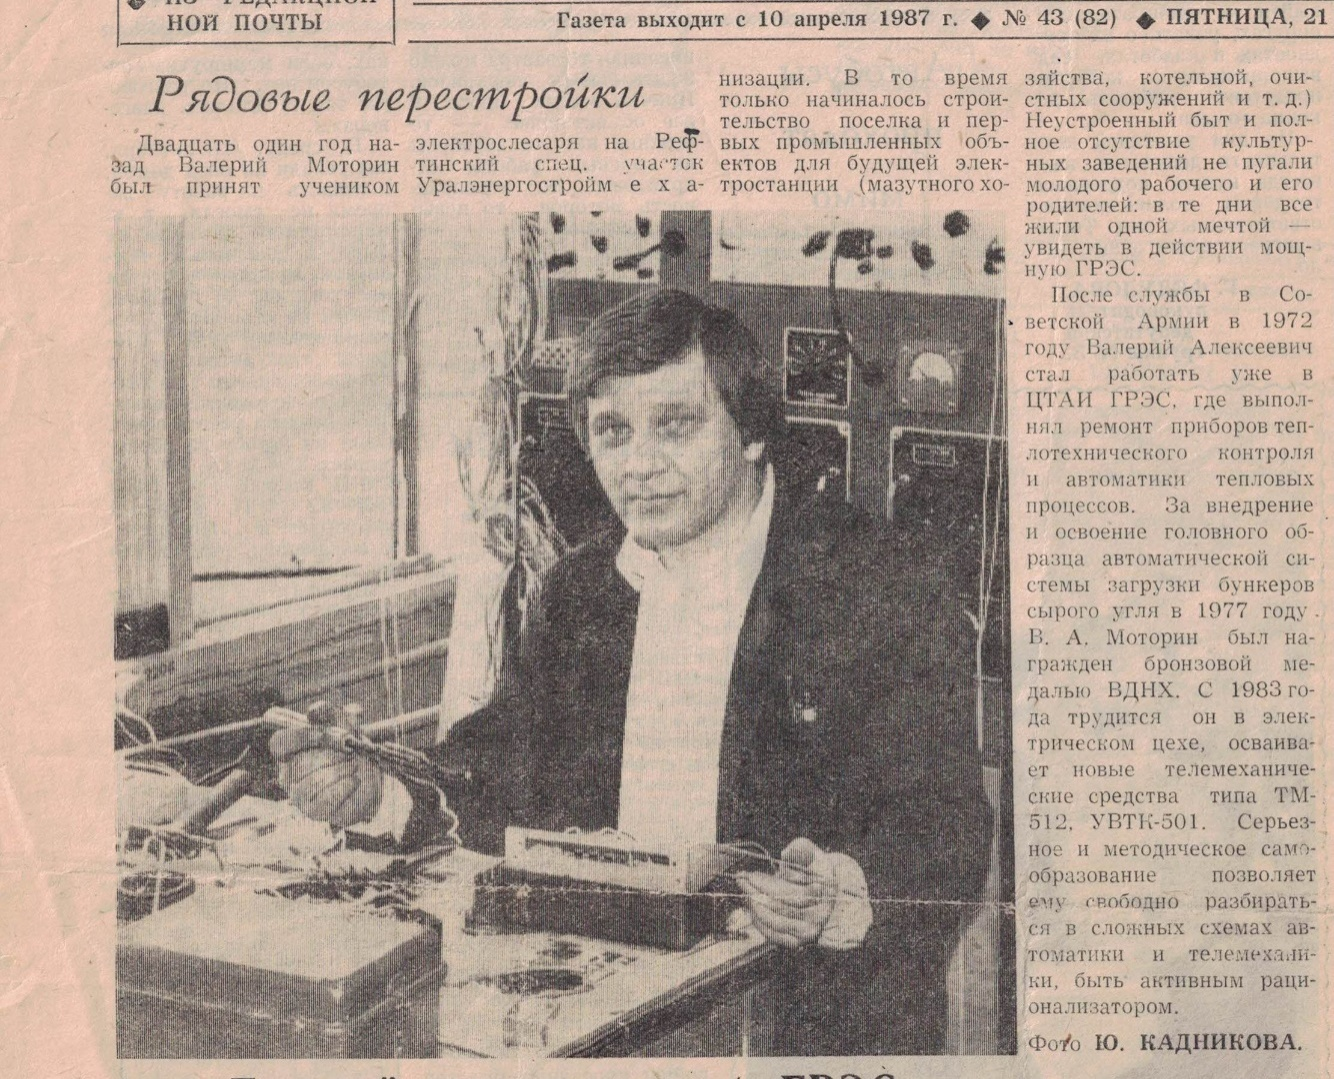 НОЙ ПОЧТЫ
Газета выходит с 10 апреля 1987 г. ◆ № 43 (82) ◆ ПЯТНИЦА, 21
Рядовые перестройки
Двадцать один год на-
зад Валерий Моторин
был принят учеником
электрослесаря на Реф-
тинский спец. участок
Уралэнергостройм е х а-
низации. В то время
только начиналось строи-
тельство поселка и пер-
вых промышленных объ-
ектов для будущей элек-
тростанции (мазутного хо-
зяйства, котельной, очи-
стных сооружений и т. д.)
Неустроенный быт и пол-
ное отсутствие культур-
ных заведений не пугали
молодого рабочего и его
родителей: в те дни все
жили одной мечтой —
увидеть в действии мощ-
ную ГРЭС.
После службы в Со-
ветской Армии в 1972
году Валерий Алексеевич
стал работать уже в
ЦТАИ ГРЭС, где выпол-
нял ремонт приборов теп-
лотехнического контроля
и автоматики тепловых
процессов. За внедрение
и освоение головного об-
разца автоматической си-
стемы загрузки бункеров
сырого угля в 1977 году.
В. А. Моторин был на-
гражден бронзовой ме-
далью ВДНХ. С 1983 го-
да трудится он в элек-
трическом цехе, осваива-
ет новые телемеханиче-
ские средства типа ТМ-
512, УВТК-501. Серьез-
ное и методическое само-
образование позволяет
ему свободно разбирать-
ся в сложных схемах ав-
томатики и телемехани-
ки, быть активным раци-
онализатором.
Фото Ю. КАДНИКОВА.